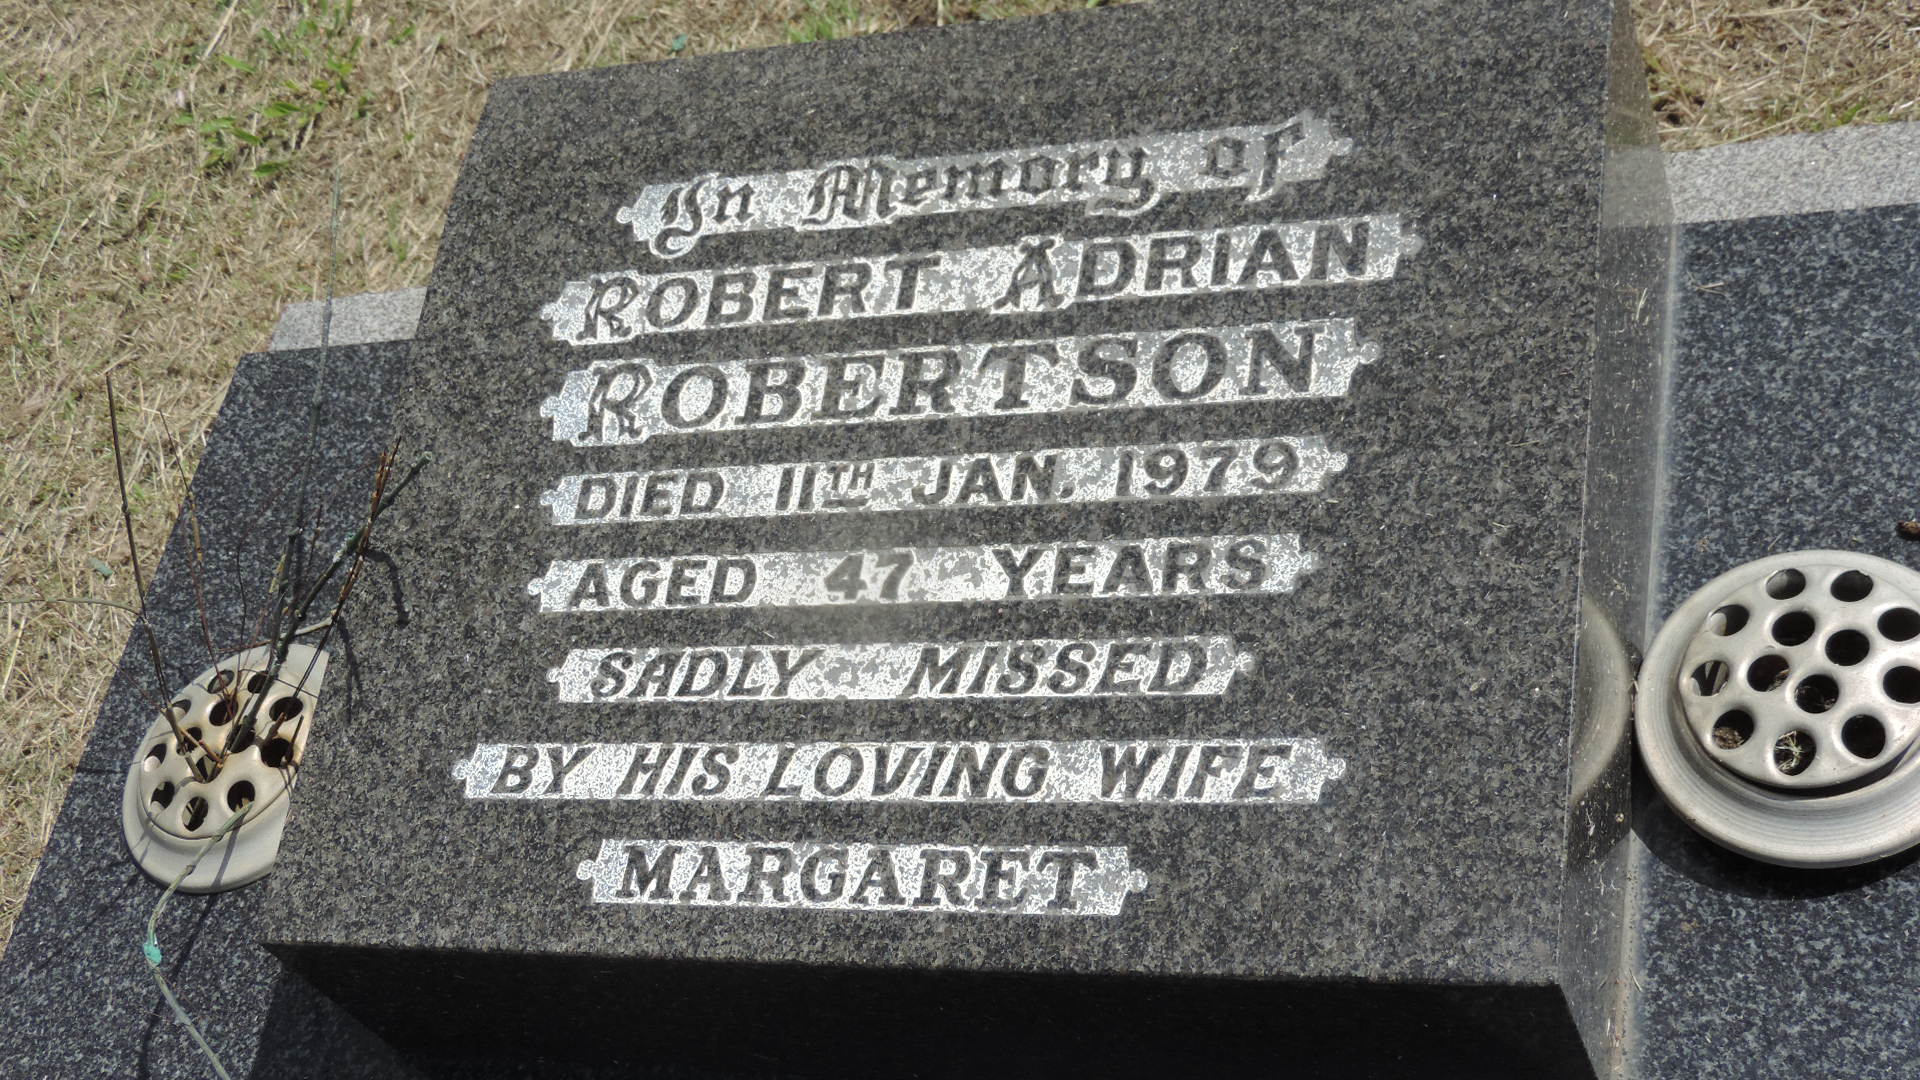 In Memory of
ROBERT ADRIAN
ROBERTSON
DIED 11TH JAN. 1979
AGED 47 YEARS
SADLY MISSED
BY HIS LOVING WIFE
MARGARET